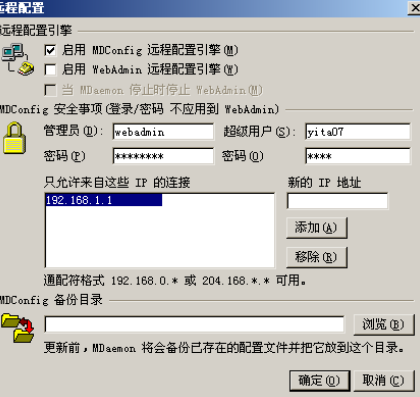 远程配置
远程配置引擎
启用 MDConfig 远程配置引擎(M)
启用 WebAdmin 远程配置引擎(W)
当 MDaemon 停止时停止 WebAdmin(M)
MDConfig 安全事项(登录/密码 不应用到 WebAdmin)
管理员(D): webadmin 超级用户(S): yita07
密码(P) ******** 密码(O) ****
只允许来自这些 IP 的连接 新的 IP 地址
192.168.1.1
添加(A)
移除(R)
通配符格式 192.168.0.* 或 204.168.*.* 可用。
MDConfig 备份目录
浏览(B)
更新前，MDaemon 将会备份已存在的配置文件并把它放到这个目录。
确定(O) 取消(C)